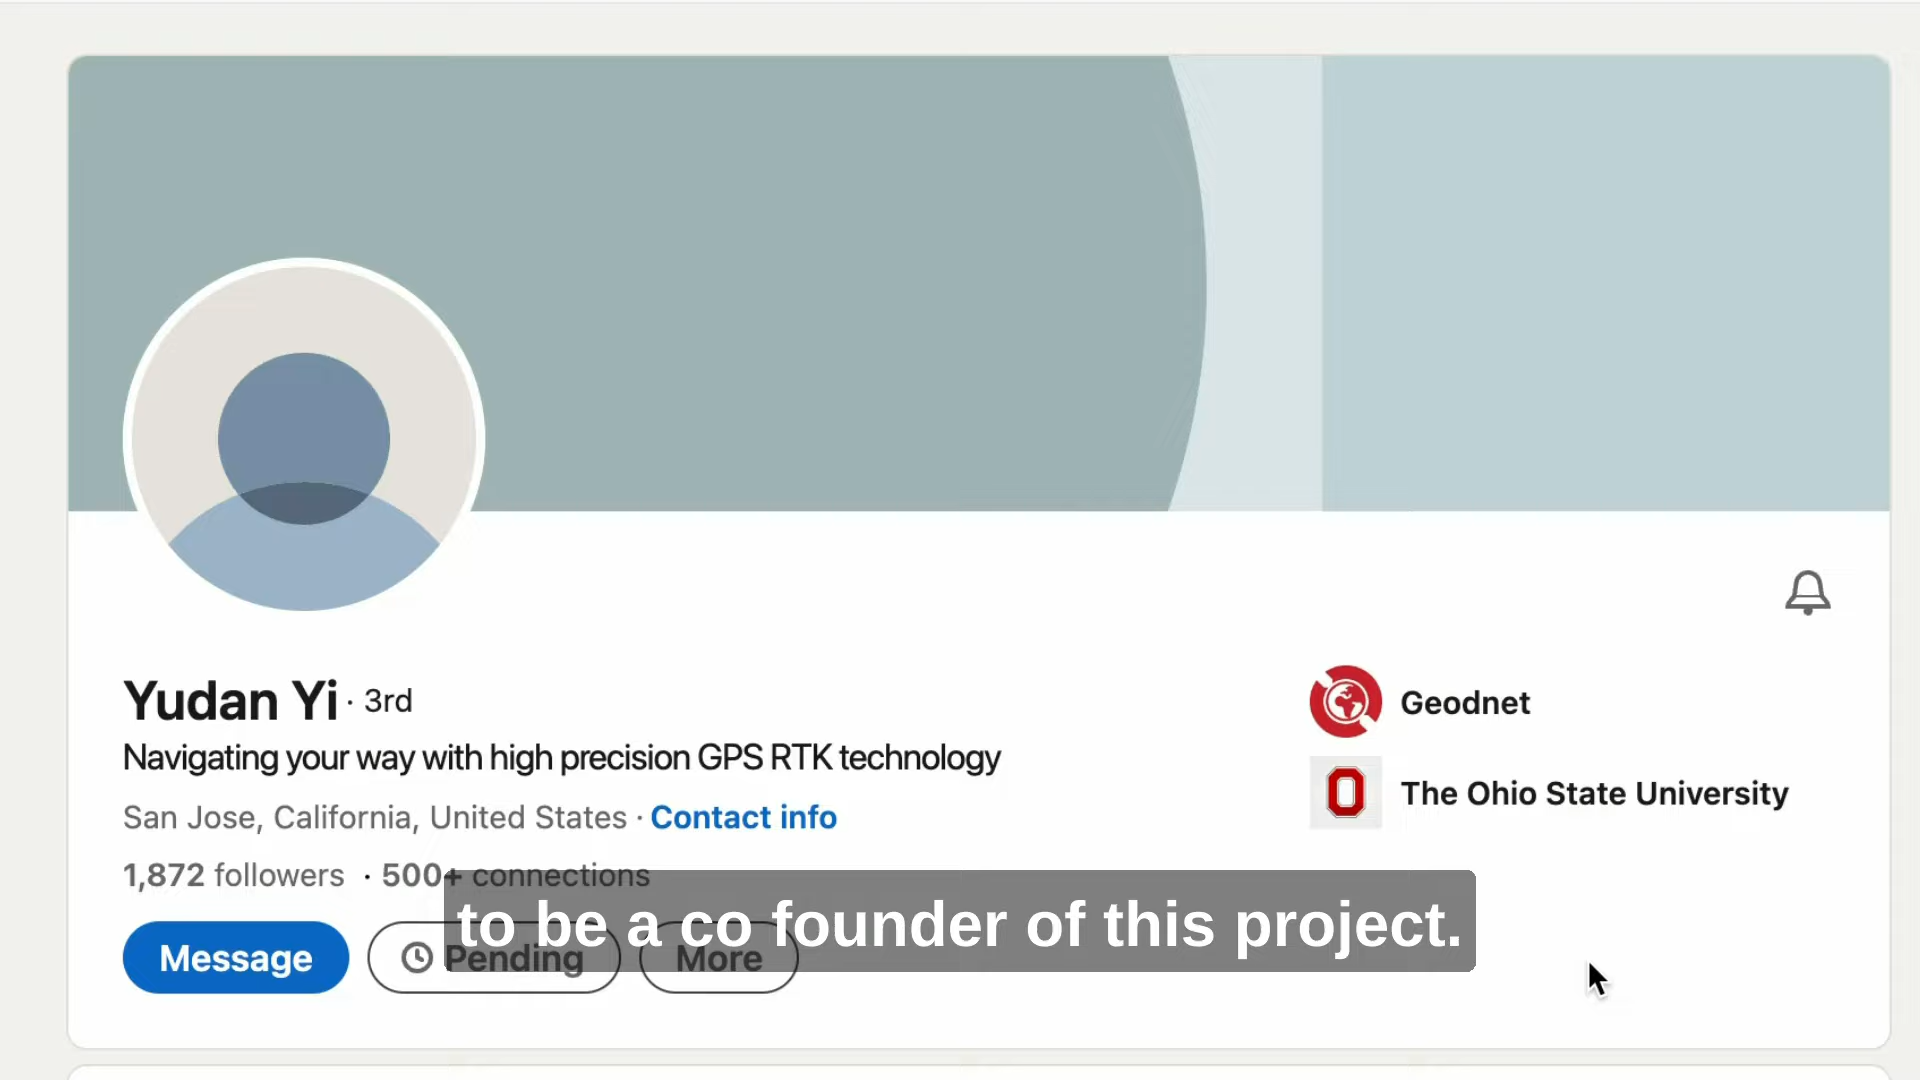 Yudan Yi · 3rd
Navigating your way with high precision GPS RTK technology
San Jose, California, United States · Contact info
1,872 followers · 500+ connections
Message
Pending
More
Geodnet
The Ohio State University
to be a co founder of this project.